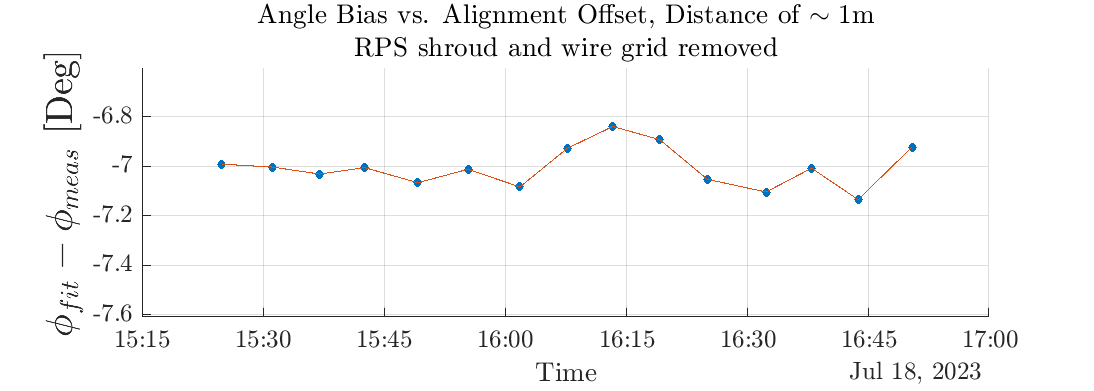 Angle Bias vs. Alignment Offset, Distance of ∼ 1m
RPS shroud and wire grid removed
ϕfit − ϕmeas [Deg]
-6.8
-7
-7.2
-7.4
-7.6
15:15 15:30 15:45 16:00 16:15 16:30 16:45 17:00
Time
Jul 18, 2023